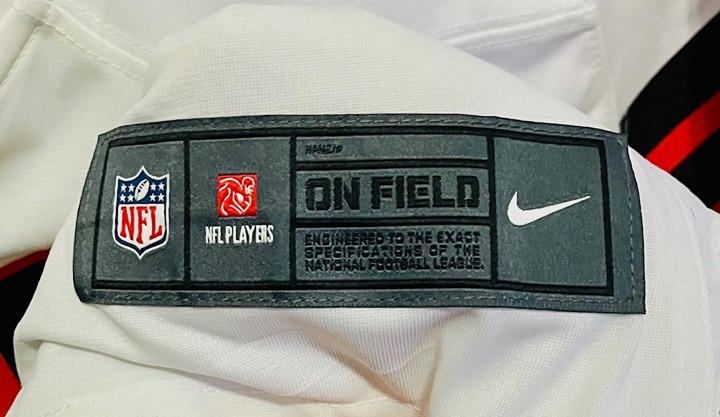 NFL
NFL PLAYERS
ON FIELD
ENGINEERED TO THE EXACT
SPECIFICATIONS OF THE
NATIONAL FOOTBALL LEAGUE.